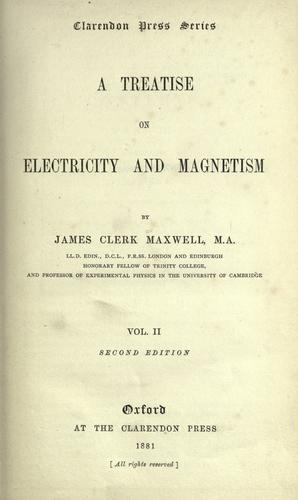 Clarendon Press Series
A TREATISE
ON
ELECTRICITY AND MAGNETISM
BY
JAMES CLERK MAXWELL, M.A.
LL.D. EDIN., D.C.L., F.R.SS. LONDON AND EDINBURGH
HONORARY FELLOW OF TRINITY COLLEGE,
AND PROFESSOR OF EXPERIMENTAL PHYSICS IN THE UNIVERSITY OF CAMBRIDGE
VOL. II
SECOND EDITION
Oxford
AT THE CLARENDON PRESS
1881
[ All rights reserved ]